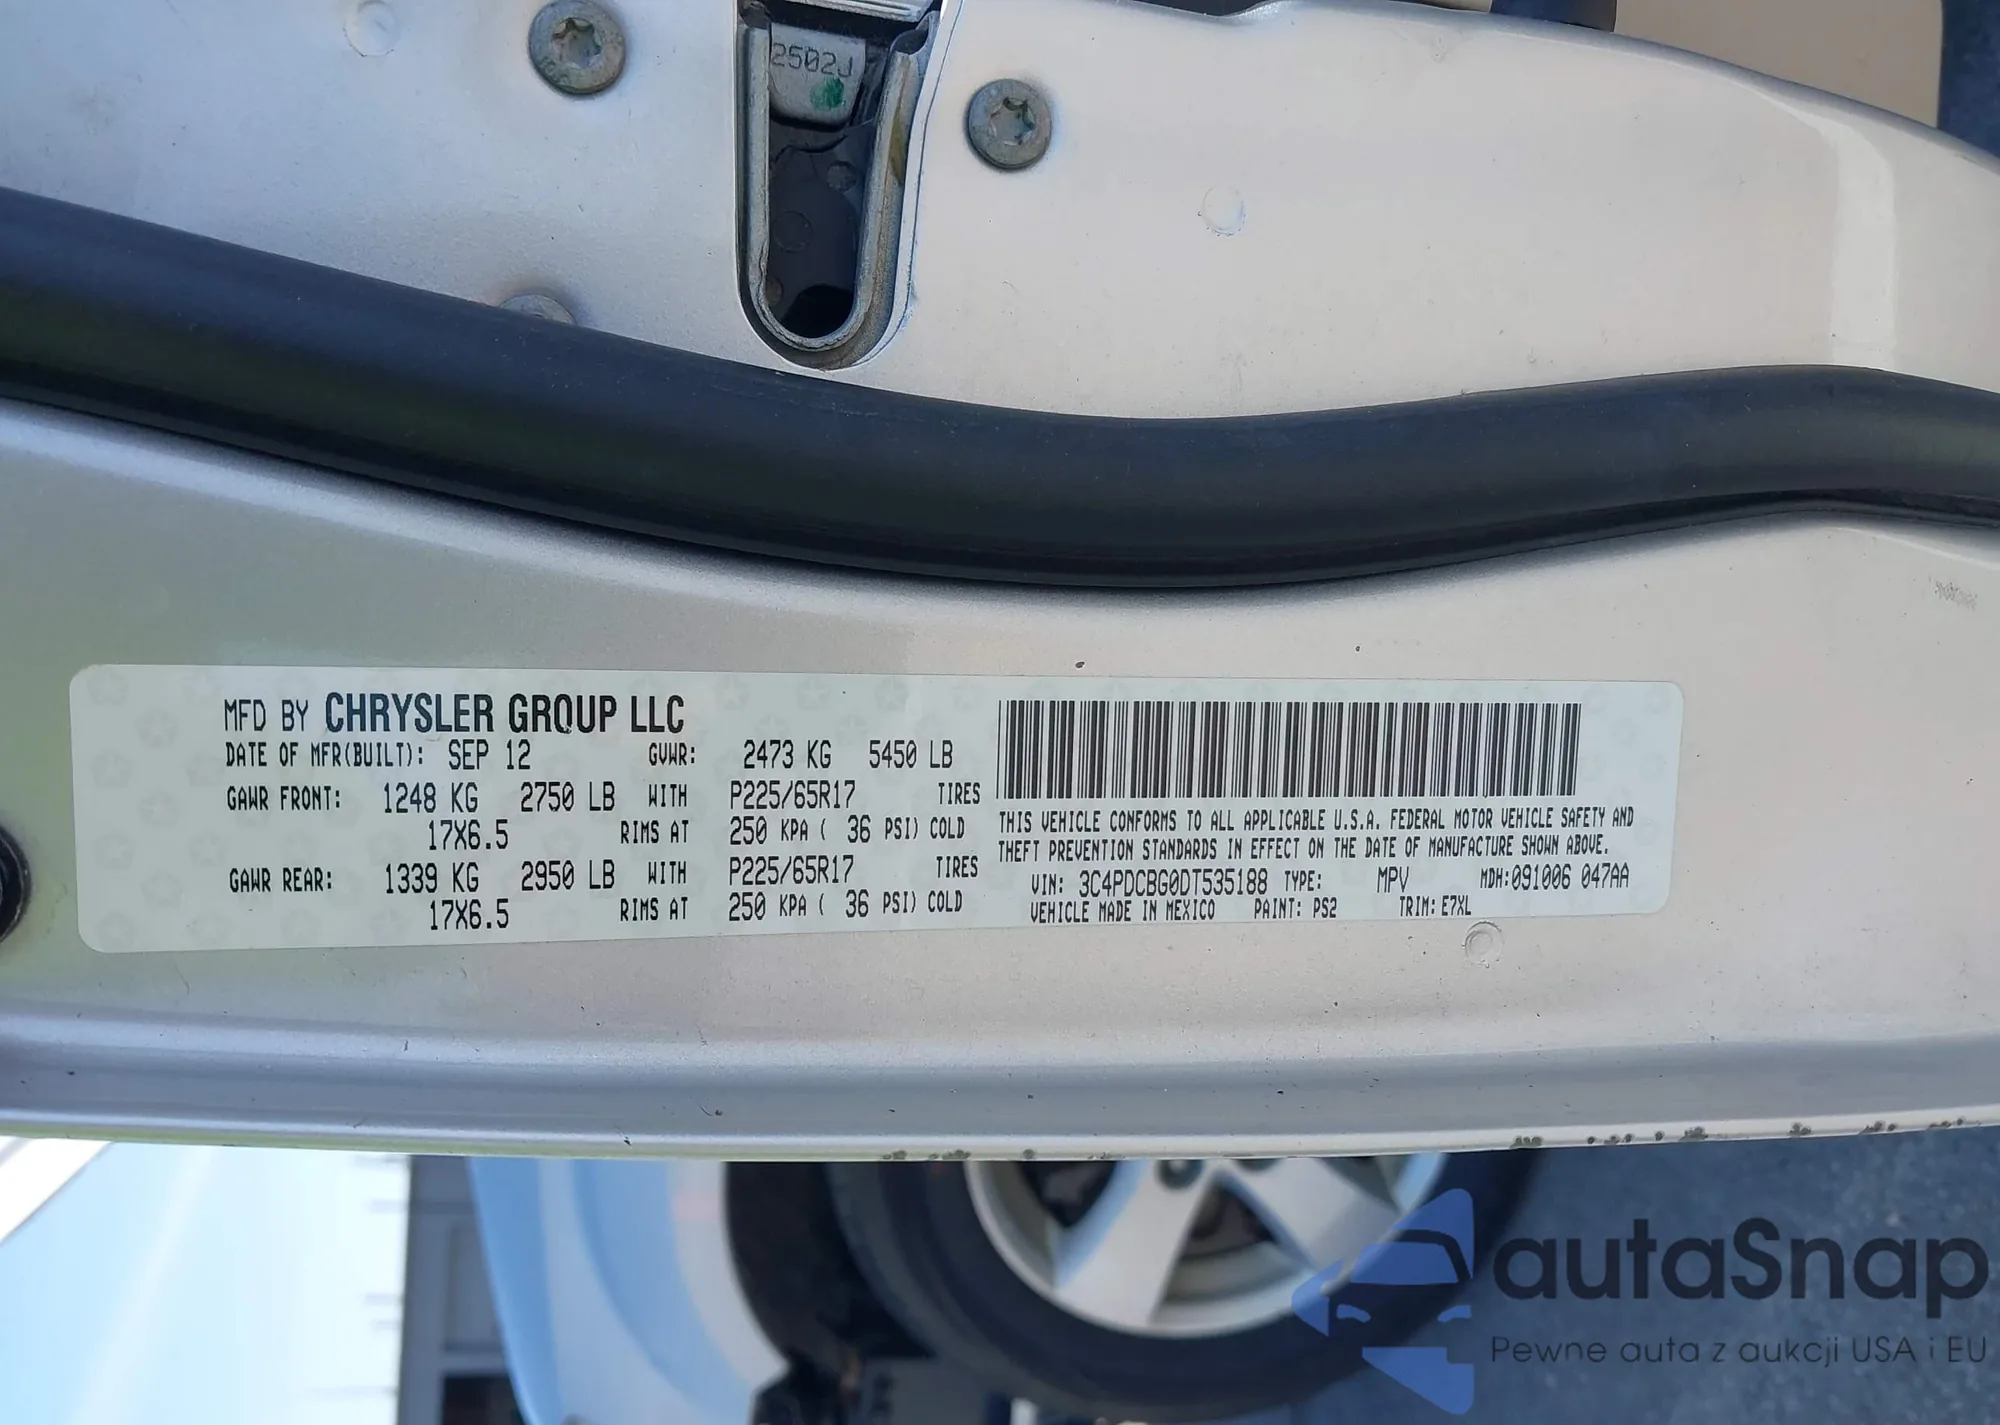 2502J
MFD BY CHRYSLER GROUP LLC
DATE OF MFR(BUILT): SEP 12 GVWR: 2473 KG 5450 LB
GAWR FRONT: 1248 KG 2750 LB WITH P225/65R17 TIRES
17X6.5 RIMS AT 250 KPA ( 36 PSI) COLD
GAWR REAR: 1339 KG 2950 LB WITH P225/65R17 TIRES
17X6.5 RIMS AT 250 KPA ( 36 PSI) COLD
THIS VEHICLE CONFORMS TO ALL APPLICABLE U.S.A. FEDERAL MOTOR VEHICLE SAFETY AND
THEFT PREVENTION STANDARDS IN EFFECT ON THE DATE OF MANUFACTURE SHOWN ABOVE.
VIN: 3C4PDCBG0DT535188 TYPE: MPV MDH:091006 047AA
VEHICLE MADE IN MEXICO PAINT: PS2 TRIM: E7XL
autaSnap
Pewne auta z aukcji USA i EU